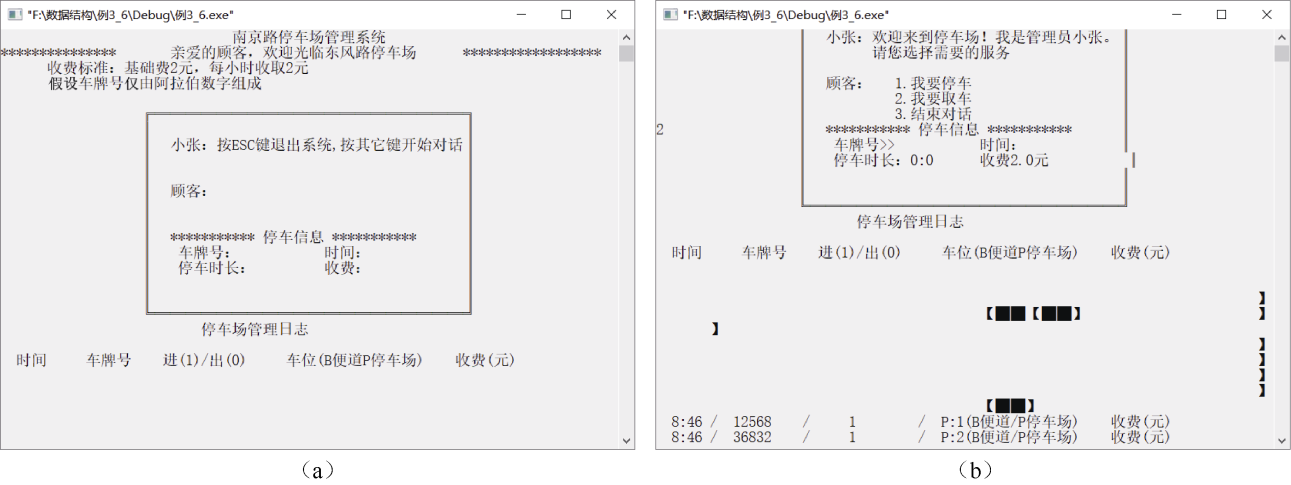 "F:\数据结构\例3_6\Debug\例3_6.exe"
南京路停车场管理系统
*************** 亲爱的顾客，欢迎光临东风路停车场 ******************
收费标准：基础费2元，每小时收取2元
假设车牌号仅由阿拉伯数字组成
小张：按ESC键退出系统,按其它键开始对话
顾客：
*********** 停车信息 ***********
车牌号： 时间：
停车时长： 收费：
停车场管理日志
时间 车牌号 进(1)/出(0) 车位(B便道P停车场) 收费(元)
（a）
"F:\数据结构\例3_6\Debug\例3_6.exe"
小张：欢迎来到停车场！我是管理员小张。
请您选择需要的服务
顾客： 1.我要停车
2.我要取车
3.结束对话
2
*********** 停车信息 ***********
车牌号>> 时间：
停车时长：0:0 收费2.0元
停车场管理日志
时间 车牌号 进(1)/出(0) 车位(B便道P停车场) 收费(元)
】
【██【██】 】
】
】
】
】
】
【██】
8:46 / 12568 / 1 / P:1(B便道/P停车场) 收费(元)
8:46 / 36832 / 1 / P:2(B便道/P停车场) 收费(元)
（b）